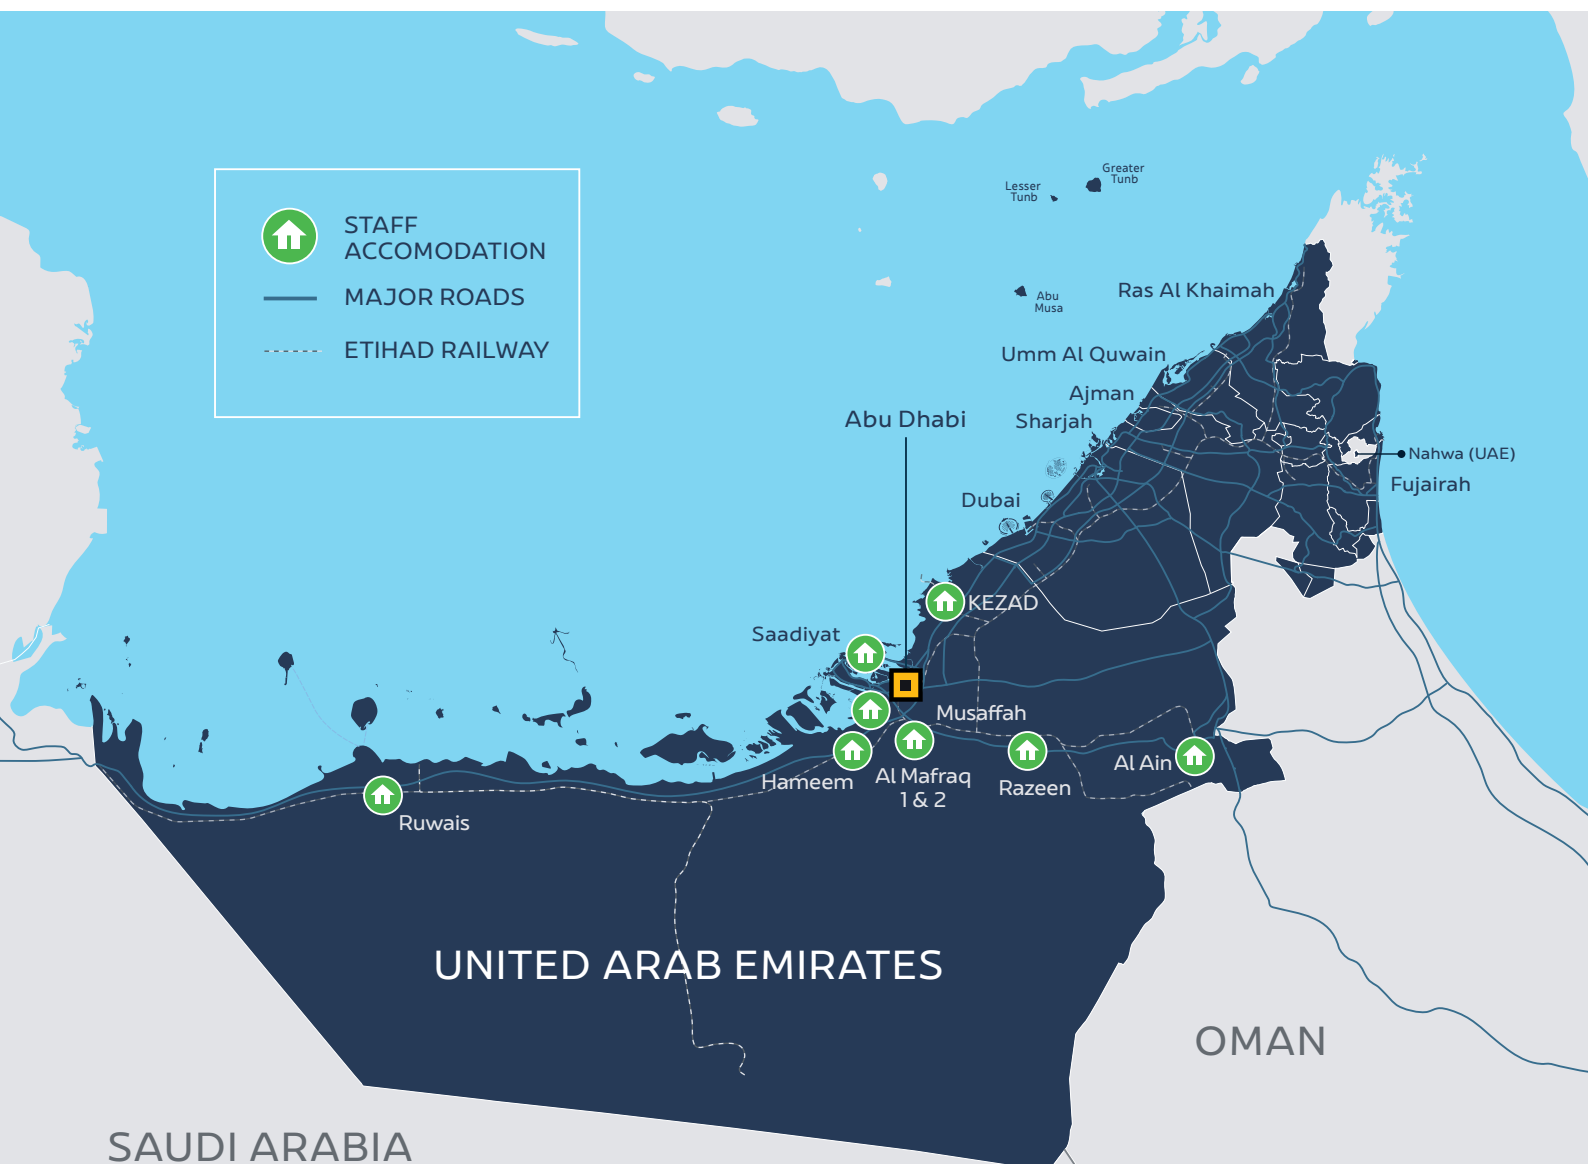 Greater
Tunb
Lesser
Tunb
STAFF
ACCOMODATION
MAJOR ROADS
ETIHAD RAILWAY
Ras Al Khaimah
Abu
Musa
Umm Al Quwain
Ajman
Abu Dhabi
Sharjah
Nahwa (UAE)
Fujairah
Dubai
KEZAD
Saadiyat
Musaffah
Al Ain
Hameem
Al Mafraq
1 & 2
Razeen
Ruwais
UNITED ARAB EMIRATES
OMAN
SAUDI ARABIA